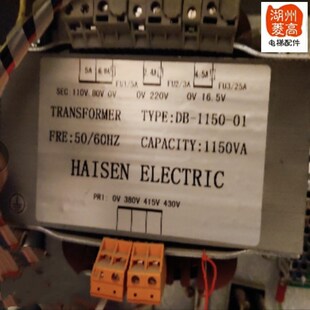 湖州
菱高
电梯配件
FU1/5A FU2/3A FU3/25A
SEC 110V 80V 0V 0V 220V 0V 16.5V
TRANSFORMER TYPE:DB-1150-01
FRE:50/60HZ CAPACITY:1150VA
HAISEN ELECTRIC
PRI: 0V 380V 415V 430V